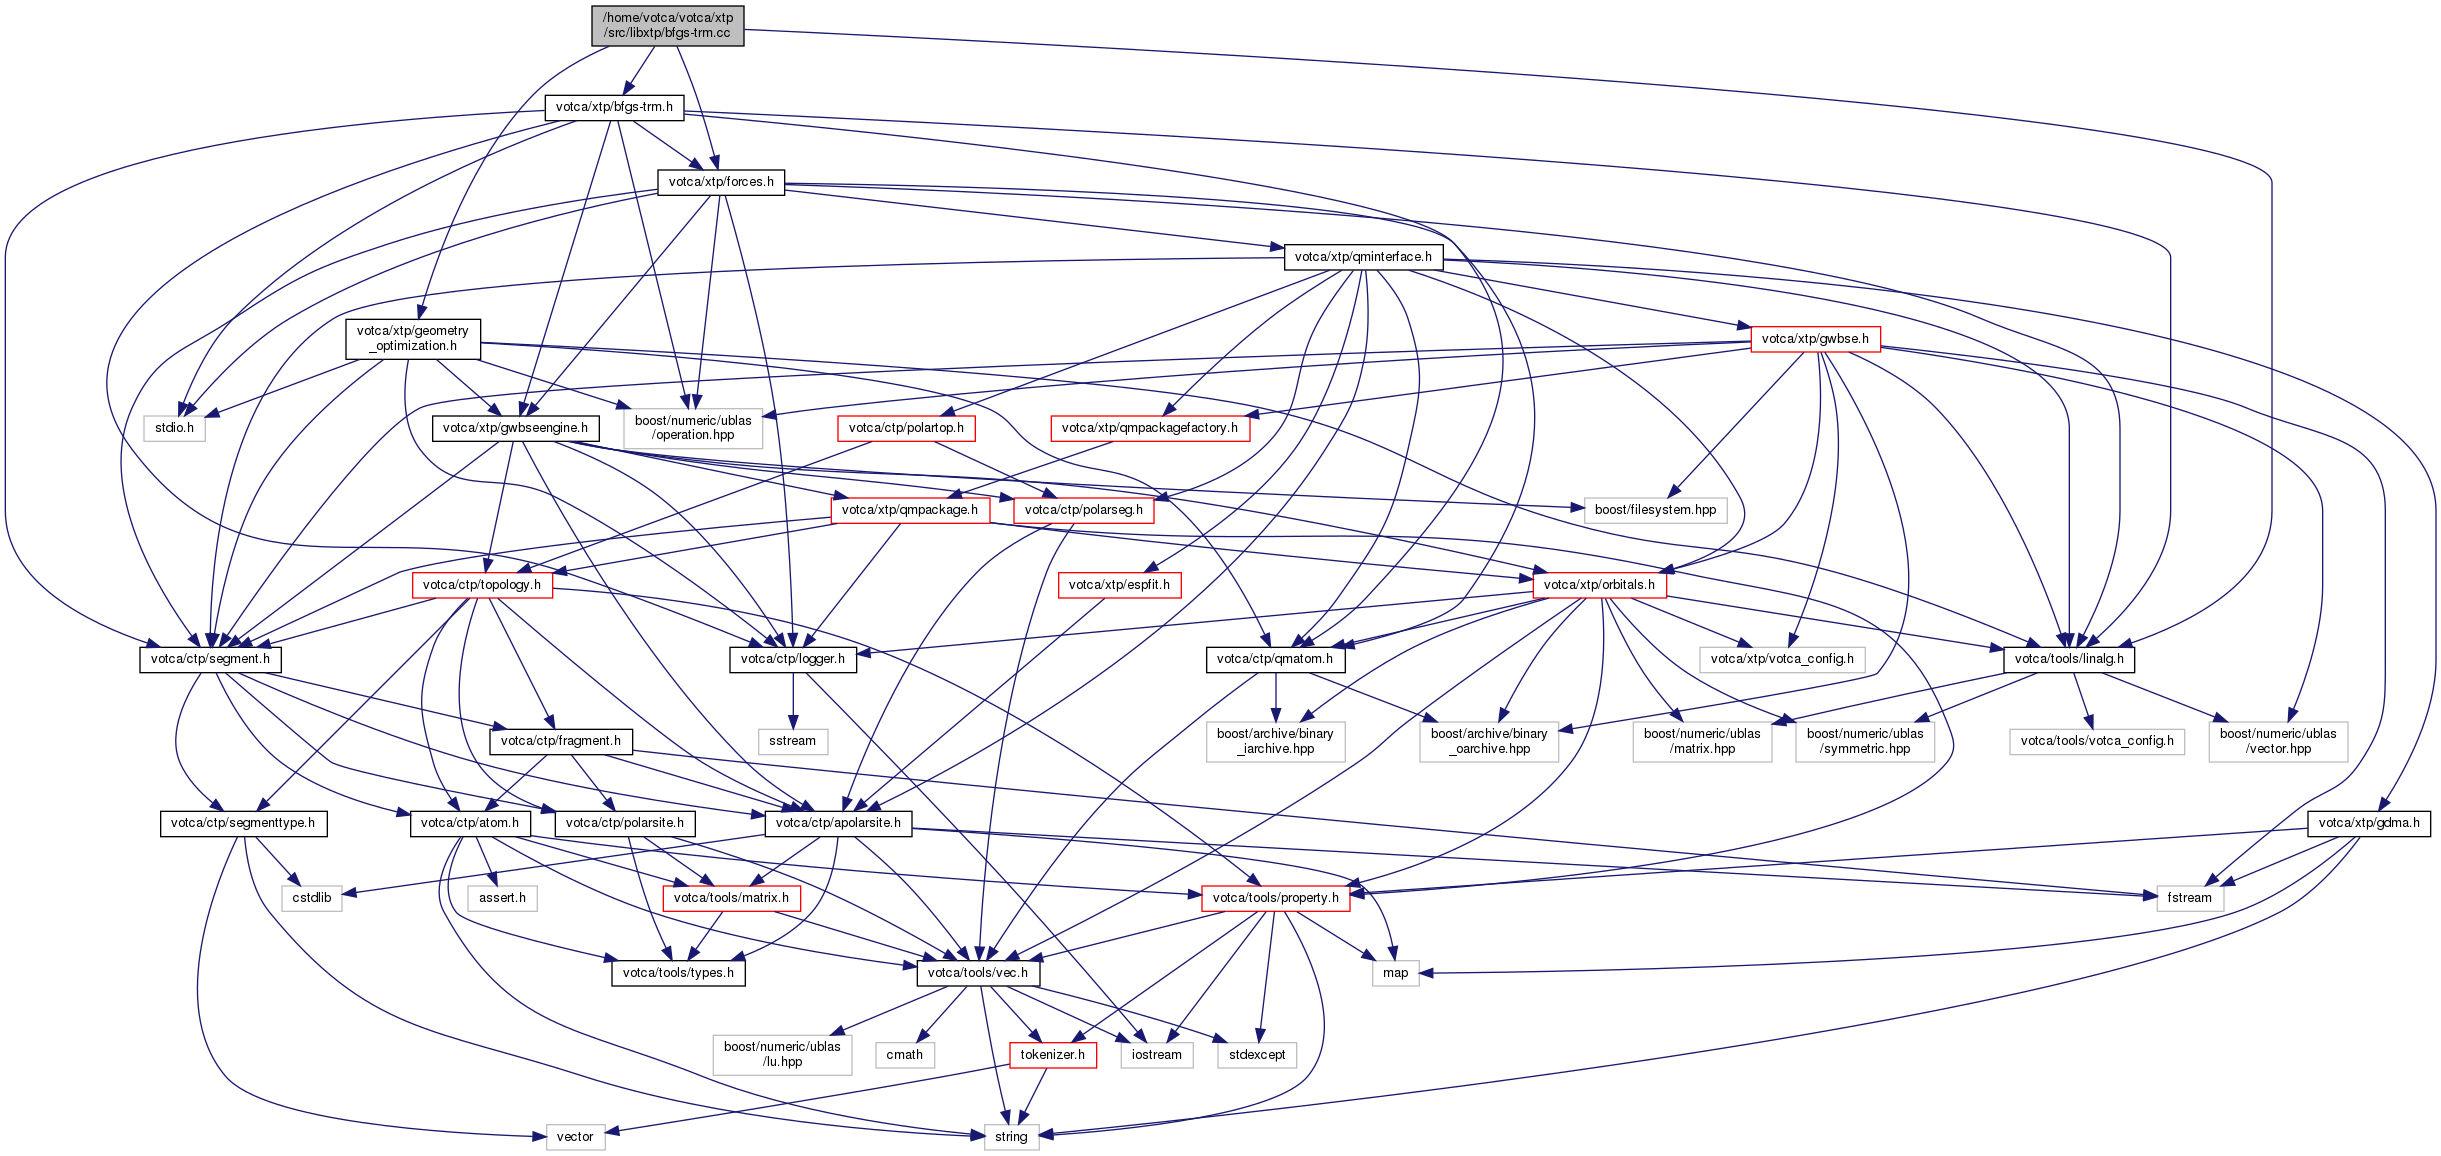 /home/votca/votca/xtp
/src/libxtp/bfgs-trm.cc
votca/xtp/bfgs-trm.h
votca/xtp/forces.h
votca/xtp/qminterface.h
votca/xtp/geometry
_optimization.h
votca/xtp/gwbse.h
stdio.h
votca/xtp/gwbseengine.h
boost/numeric/ublas
/operation.hpp
votca/ctp/polartop.h
votca/xtp/qmpackagefactory.h
votca/xtp/qmpackage.h
votca/ctp/polarseg.h
boost/filesystem.hpp
votca/ctp/topology.h
votca/xtp/espfit.h
votca/xtp/orbitals.h
votca/ctp/segment.h
votca/ctp/logger.h
votca/ctp/qmatom.h
votca/xtp/votca_config.h
votca/tools/linalg.h
votca/ctp/fragment.h
sstream
boost/archive/binary
_iarchive.hpp
boost/archive/binary
_oarchive.hpp
boost/numeric/ublas
/matrix.hpp
boost/numeric/ublas
/symmetric.hpp
votca/tools/votca_config.h
boost/numeric/ublas
/vector.hpp
votca/ctp/segmenttype.h
votca/ctp/atom.h
votca/ctp/polarsite.h
votca/ctp/apolarsite.h
votca/xtp/gdma.h
cstdlib
assert.h
votca/tools/matrix.h
votca/tools/property.h
fstream
votca/tools/types.h
votca/tools/vec.h
map
boost/numeric/ublas
/lu.hpp
cmath
tokenizer.h
iostream
stdexcept
vector
string